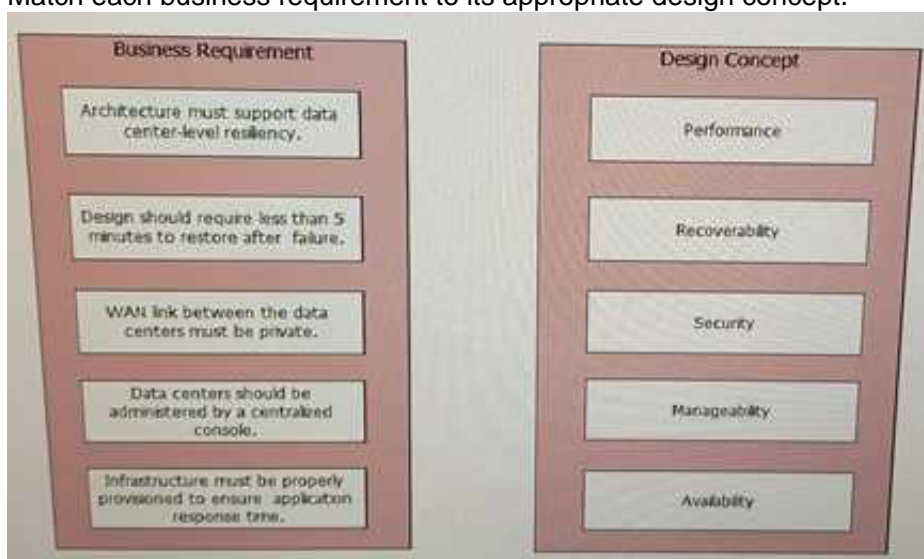 Match each business requirement to its appropriate design concept.
Business Requirement
Architecture must support data
center-level resiliency.
Design should require less than 5
minutes to restore after failure.
WAN link between the data
centers must be private.
Data centers should be
administered by a centralized
console.
Infrastructure must be properly
provisioned to ensure application
response time.
Design Concept
Performance
Recoverability
Security
Manageability
Availability